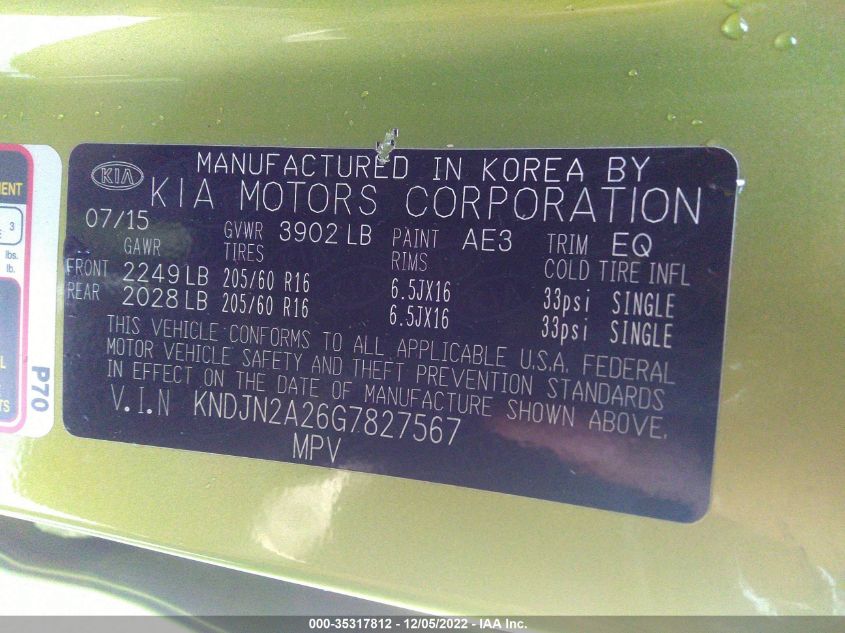 KIA
MANUFACTURED IN KOREA BY
KIA MOTORS CORPORATION
07/15 GVWR 3902 LB PAINT AE3 TRIM EQ
GAWR TIRES RIMS COLD TIRE INFL
FRONT 2249 LB 205/60 R16 6.5JX16 33psi SINGLE
REAR 2028 LB 205/60 R16 6.5JX16 33psi SINGLE
THIS VEHICLE CONFORMS TO ALL APPLICABLE U.S.A. FEDERAL
MOTOR VEHICLE SAFETY AND THEFT PREVENTION STANDARDS
IN EFFECT ON THE DATE OF MANUFACTURE SHOWN ABOVE.
V.I.N KNDJN2A26G7827567
MPV
3
lbs.
lb.
P70
000-35317812 - 12/05/2022 - IAA Inc.